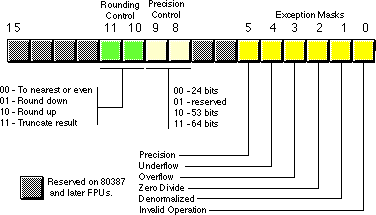 Rounding Control
Precision Control
Exception Masks
15
11 10 9 8 5 4 3 2 1 0
00 - To nearest or even
01 - Round down
10 - Round up
11 - Truncate result
00 - 24 bits
01 - reserved
10 - 53 bits
11 - 64 bits
Precision
Underflow
Overflow
Zero Divide
Denormalized
Invalid Operation
Reserved on 80387
and later FPUs.